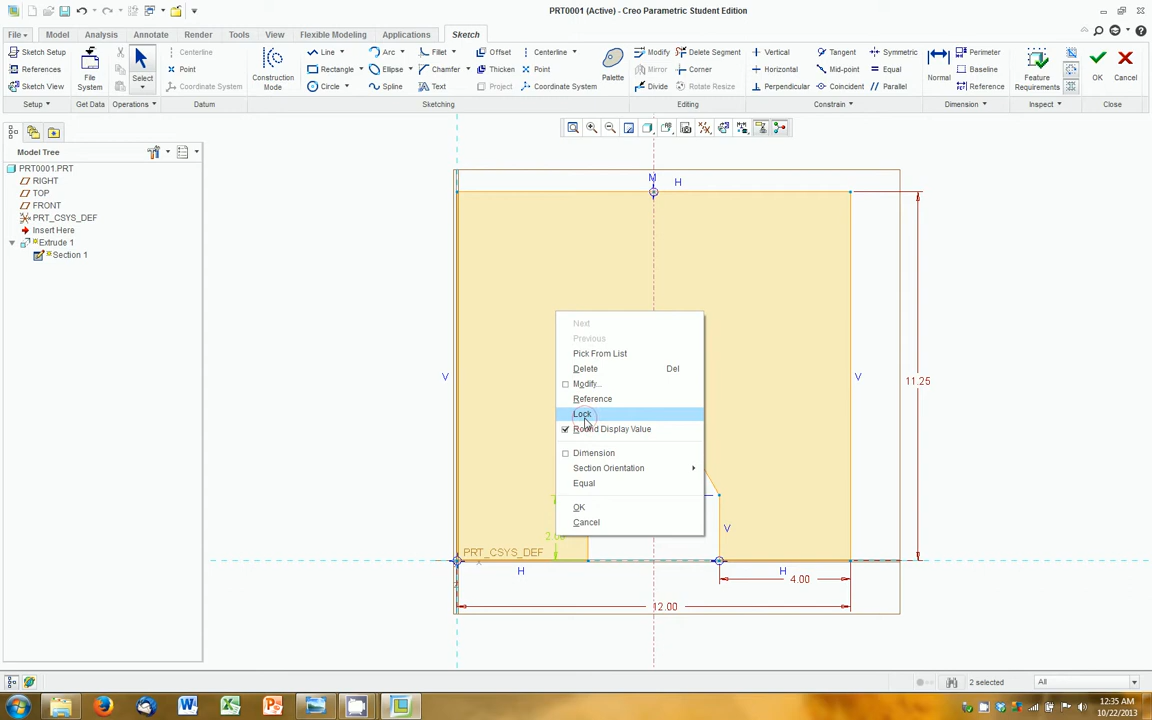 PRT0001 (Active) - Creo Parametric Student Edition
File Model Analysis Annotate Render Tools View Flexible Modeling Applications Sketch
Sketch Setup
References
Sketch View
Setup
File System
Get Data
Select
Operations
Centerline
Point
Coordinate System
Datum
Construction Mode
Line
Rectangle
Circle
Arc
Ellipse
Spline
Fillet
Chamfer
Text
Offset
Thicken
Project
Centerline
Point
Coordinate System
Palette
Sketching
Modify
Mirror
Divide
Delete Segment
Corner
Rotate Resize
Editing
Vertical
Horizontal
Perpendicular
Tangent
Mid-point
Coincident
Symmetric
Equal
Parallel
Constrain
Normal
Perimeter
Baseline
Reference
Dimension
Feature Requirements
Inspect
OK
Cancel
Close
Model Tree
PRT0001.PRT
RIGHT
TOP
FRONT
PRT_CSYS_DEF
Insert Here
Extrude 1
Section 1
M
H
V
V
11.25
Next
Previous
Pick From List
Delete Del
Modify...
Reference
Lock
Round Display Value
Dimension
Section Orientation
Equal
OK
Cancel
V
PRT_CSYS_DEF
X
H
H
4.00
12.00
2 selected
All
12:35 AM
10/22/2013